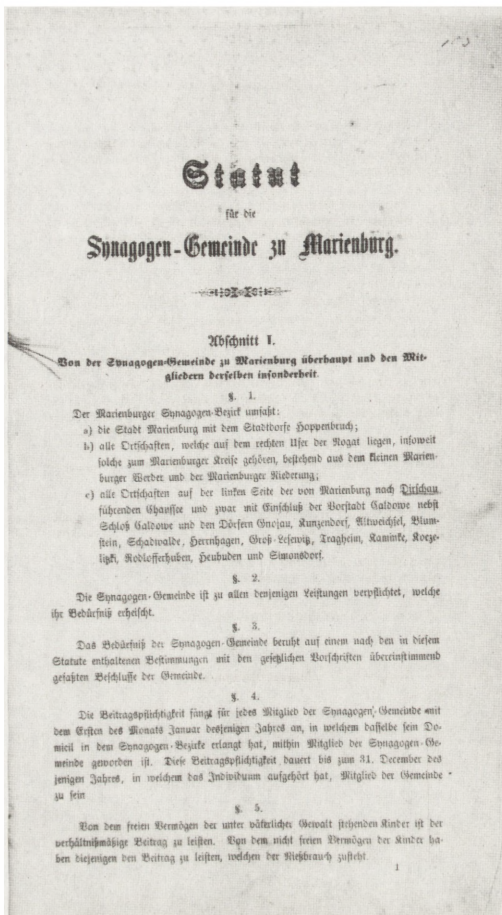 Statut
für die
Synagogen-Gemeinde zu Marienburg.
Abschnitt I.
Von der Synagogen-Gemeinde zu Marienburg überhaupt und den Mit-
gliedern derselben insonderheit.
§. 1.
Der Marienburger Synagogen-Bezirk umfaßt:
a) die Stadt Marienburg mit dem Stadtdorfe Hoppenbruch;
b) alle Ortschaften, welche auf dem rechten Ufer der Nogat liegen, insoweit
solche zum Marienburger Kreise gehören, bestehend aus dem kleinen Marien-
burger Werder und der Marienburger Niederung;
c) alle Ortschaften auf der linken Seite der von Marienburg nach Dirschau
führenden Chaussee und zwar mit Einschluß der Vorstadt Caldowe nebst
Schloß Caldowe und den Dörfern Gnojau, Kunzendorf, Altweichsel, Blum-
stein, Schadwalde, Herrnhagen, Groß-Lesewitz, Tragheim, Kaminke, Kocze-
litzki, Rodlofferhuben, Heubuden und Simonsdorf.
§. 2.
Die Synagogen-Gemeinde ist zu allen denjenigen Leistungen verpflichtet, welche
ihr Bedürfniß erheischt.
§. 3.
Das Bedürfniß der Synagogen-Gemeinde beruht auf einem nach den in diesem
Statute enthaltenen Bestimmungen mit den gesetzlichen Vorschriften übereinstimmend
gefaßten Beschlusse der Gemeinde.
§. 4.
Die Beitragspflichtigkeit fängt für jedes Mitglied der Synagogen-Gemeinde mit
dem Ersten des Monats Januar desjenigen Jahres an, in welchem dasselbe sein Do-
micil in dem Synagogen-Bezirke erlangt hat, mithin Mitglied der Synagogen-Ge-
meinde geworden ist. Diese Beitragspflichtigkeit dauert bis zum 31. December des
jenigen Jahres, in welchem das Individuum aufgehört hat, Mitglied der Gemeinde
zu sein
§. 5.
Von dem freien Vermögen der unter väterlicher Gewalt stehenden Kinder ist der
verhältnißmäßige Beitrag zu leisten. Von dem nicht freien Vermögen der Kinder ha-
ben diejenigen den Beitrag zu leisten, welchen der Nießbrauch zusteht.
1